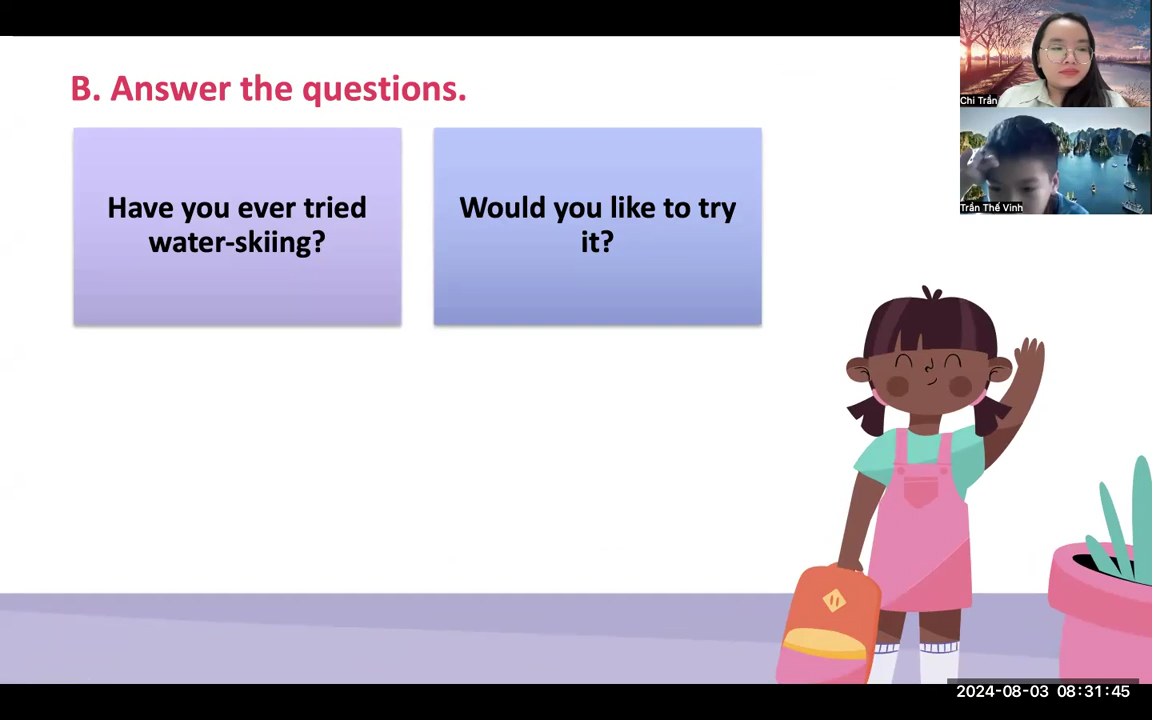 B. Answer the questions.
Have you ever tried
water-skiing?
Would you like to try
it?
Chi Trần
Trần Thế Vinh
2024-08-03 08:31:45